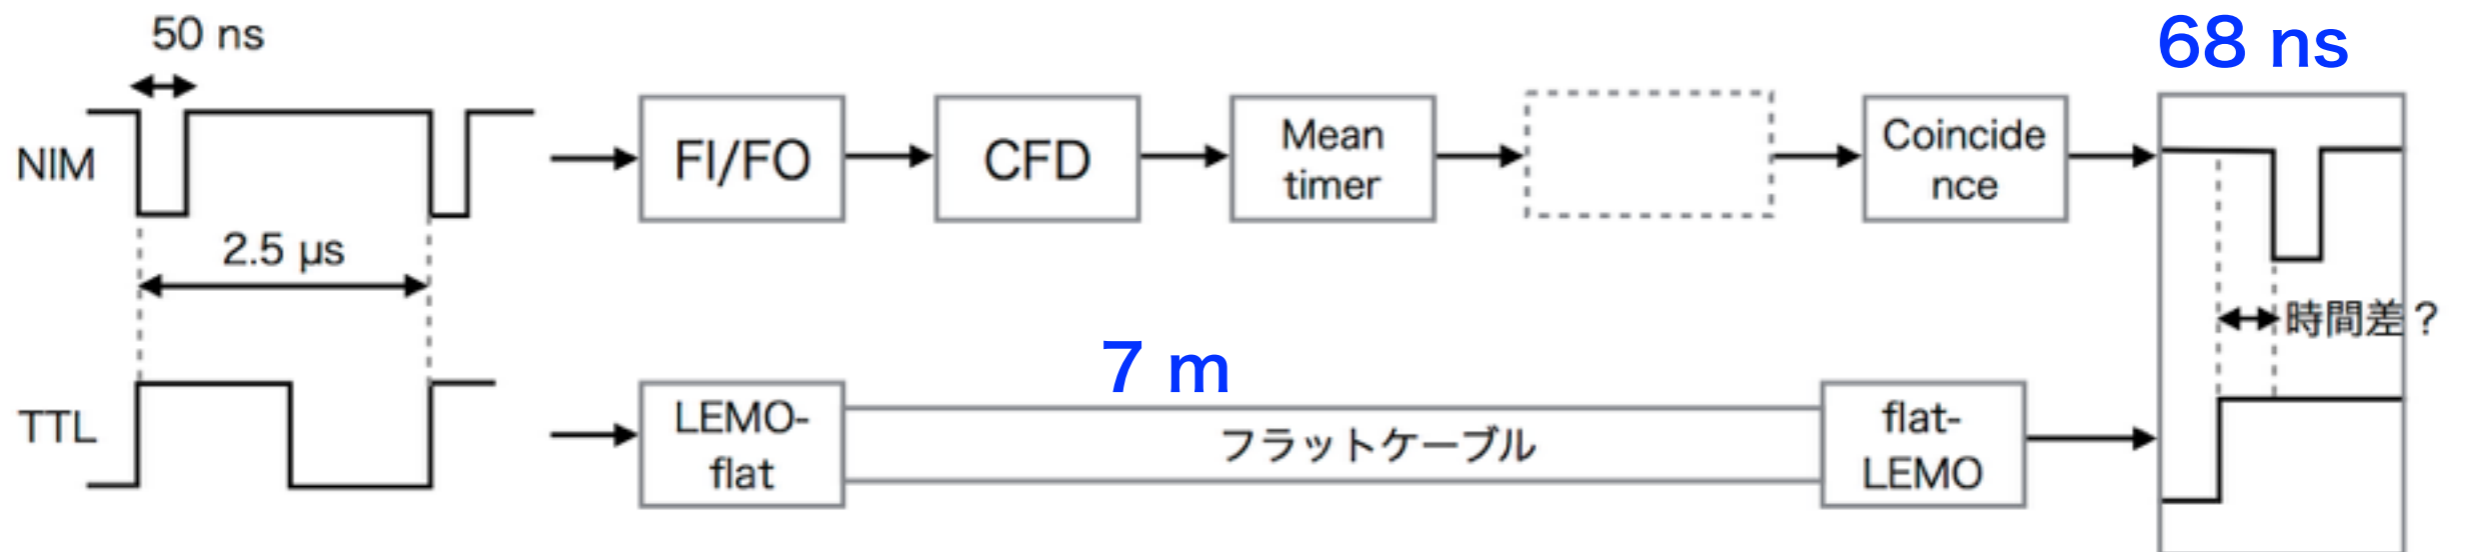 50 ns
68 ns
NIM
FI/FO
CFD
Mean
timer
Coincide
nce
2.5 μs
時間差？
7 m
TTL
LEMO-
flat
フラットケーブル
flat-
LEMO